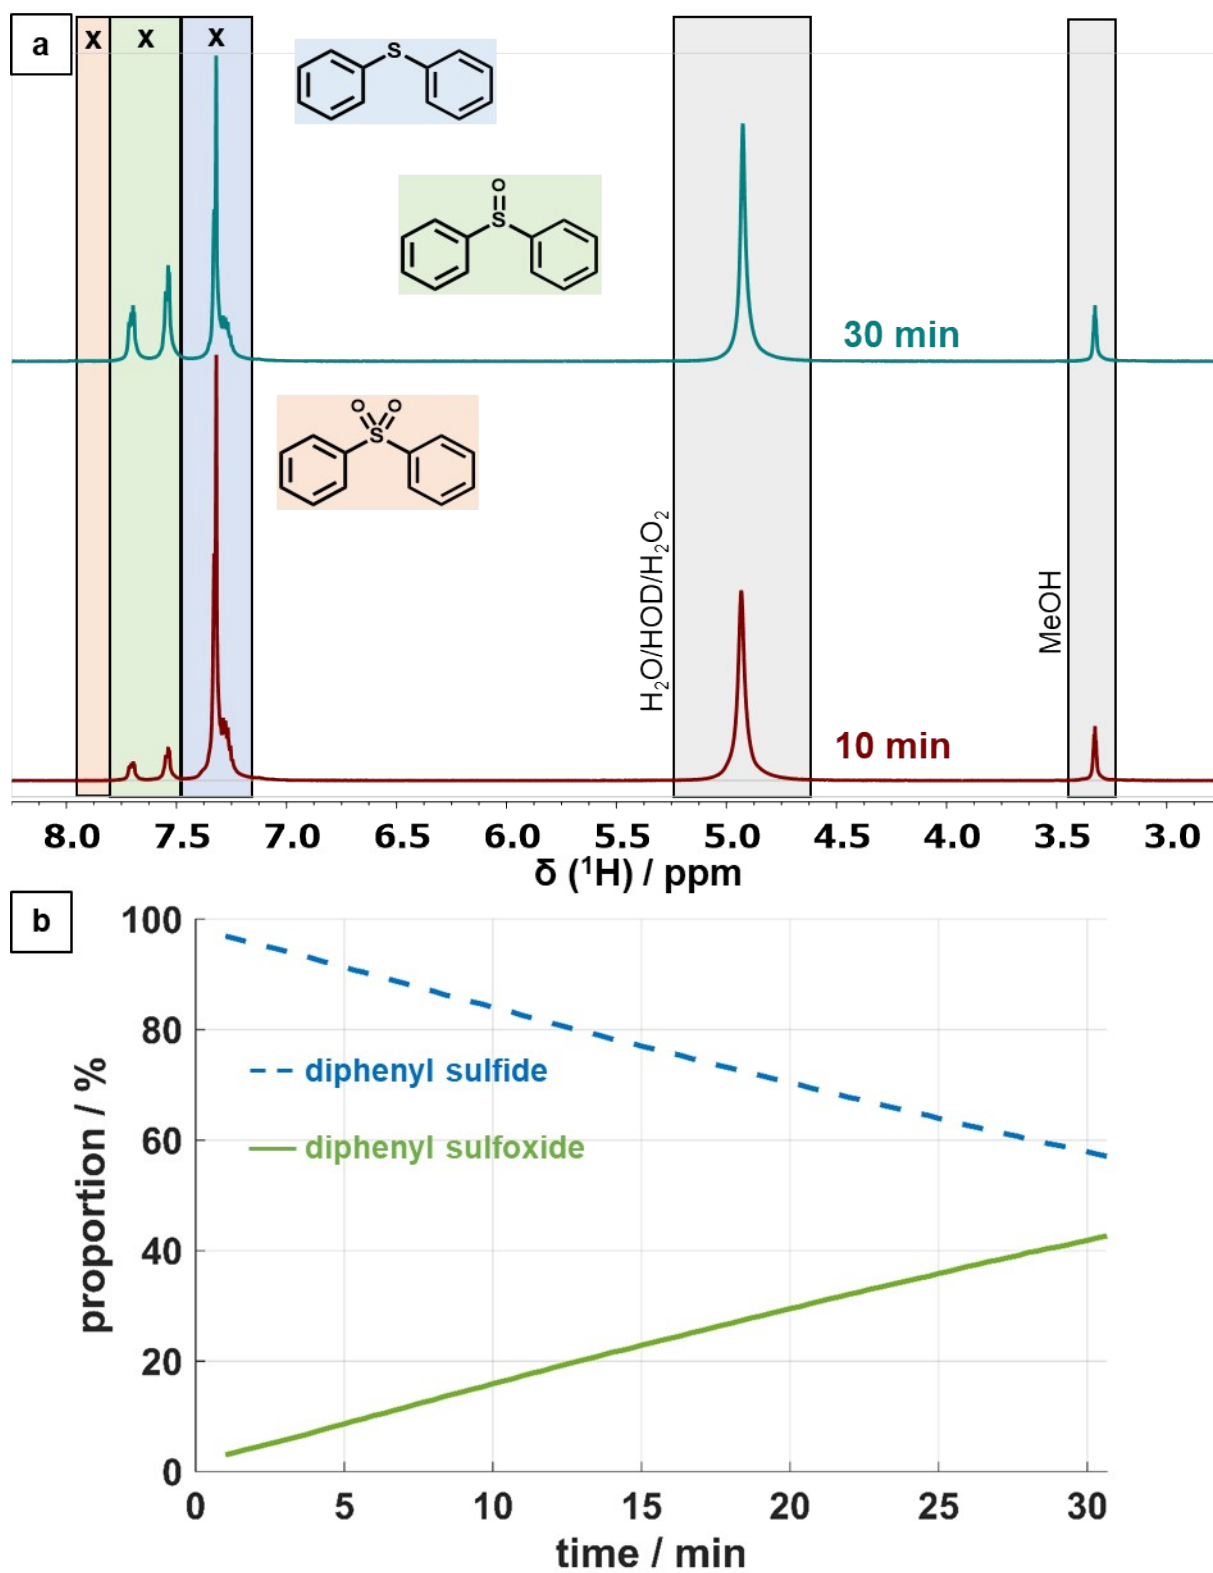 a
x x x
S
O
S
30 min
O O
S
H₂O/HOD/H₂O₂
MeOH
10 min
8.0 7.5 7.0 6.5 6.0 5.5 5.0 4.5 4.0 3.5 3.0
δ (¹H) / ppm
b
100
80
60
40
20
0
proportion / %
diphenyl sulfide
diphenyl sulfoxide
0 5 10 15 20 25 30
time / min